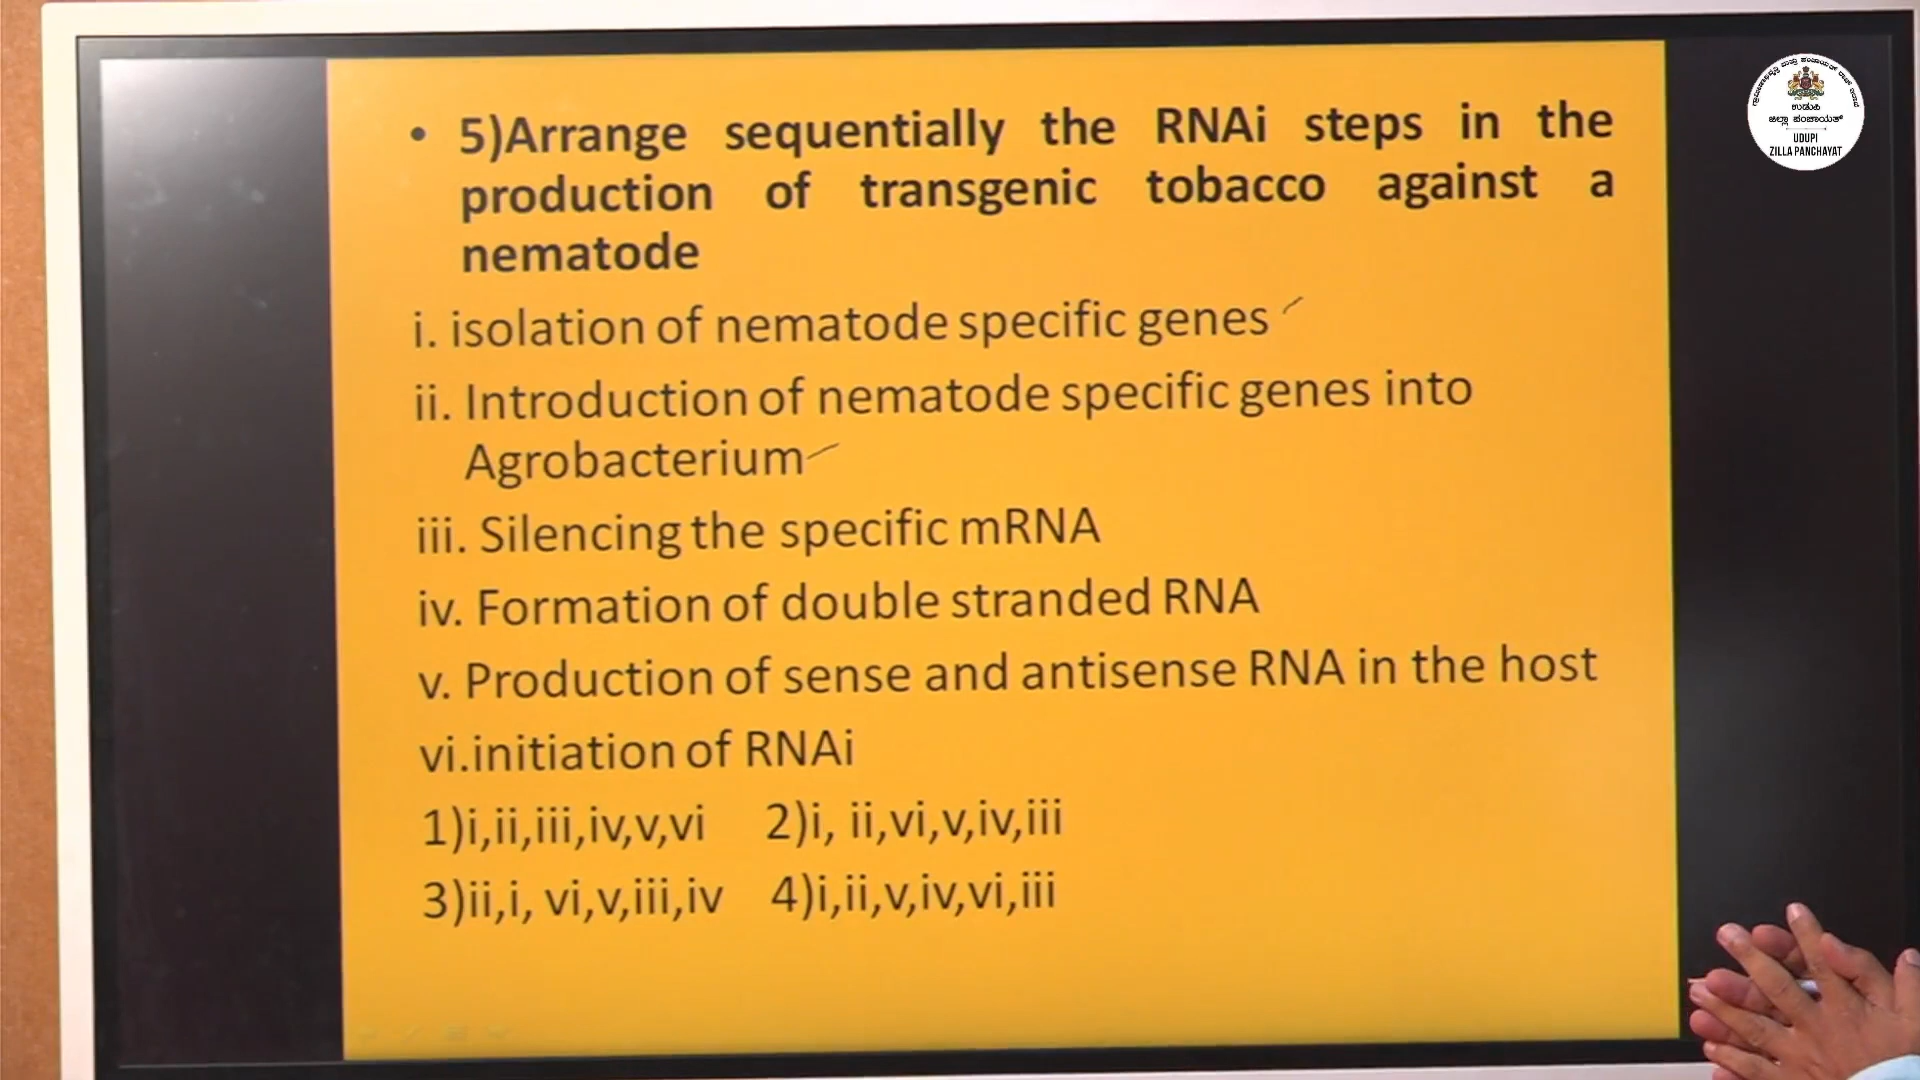 • 5)Arrange sequentially the RNAi steps in the
production of transgenic tobacco against a
nematode
i. isolation of nematode specific genes
ii. Introduction of nematode specific genes into
Agrobacterium
iii. Silencing the specific mRNA
iv. Formation of double stranded RNA
v. Production of sense and antisense RNA in the host
vi.initiation of RNAi
1)i,ii,iii,iv,v,vi 2)i, ii,vi,v,iv,iii
3)ii,i, vi,v,iii,iv 4)i,ii,v,iv,vi,iii
ಉಡುಪಿ
ಜಿಲ್ಲಾ ಪಂಚಾಯತ್
UDUPI
ZILLA PANCHAYAT